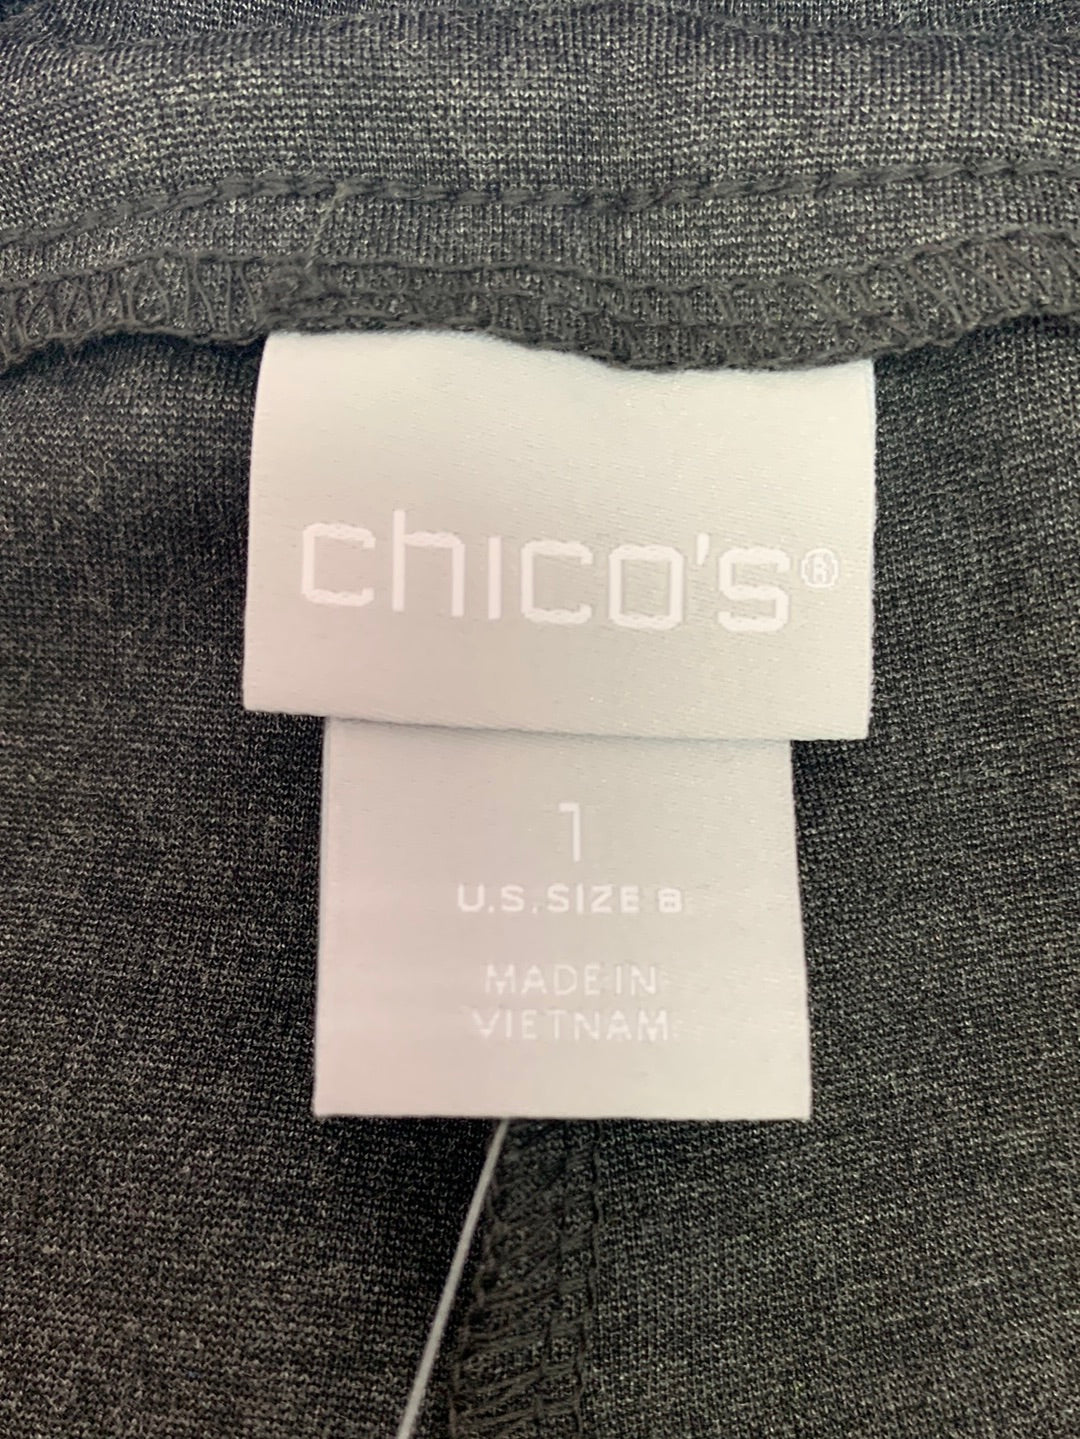 chico's®
1
U.S. SIZE 8
MADE IN
VIETNAM